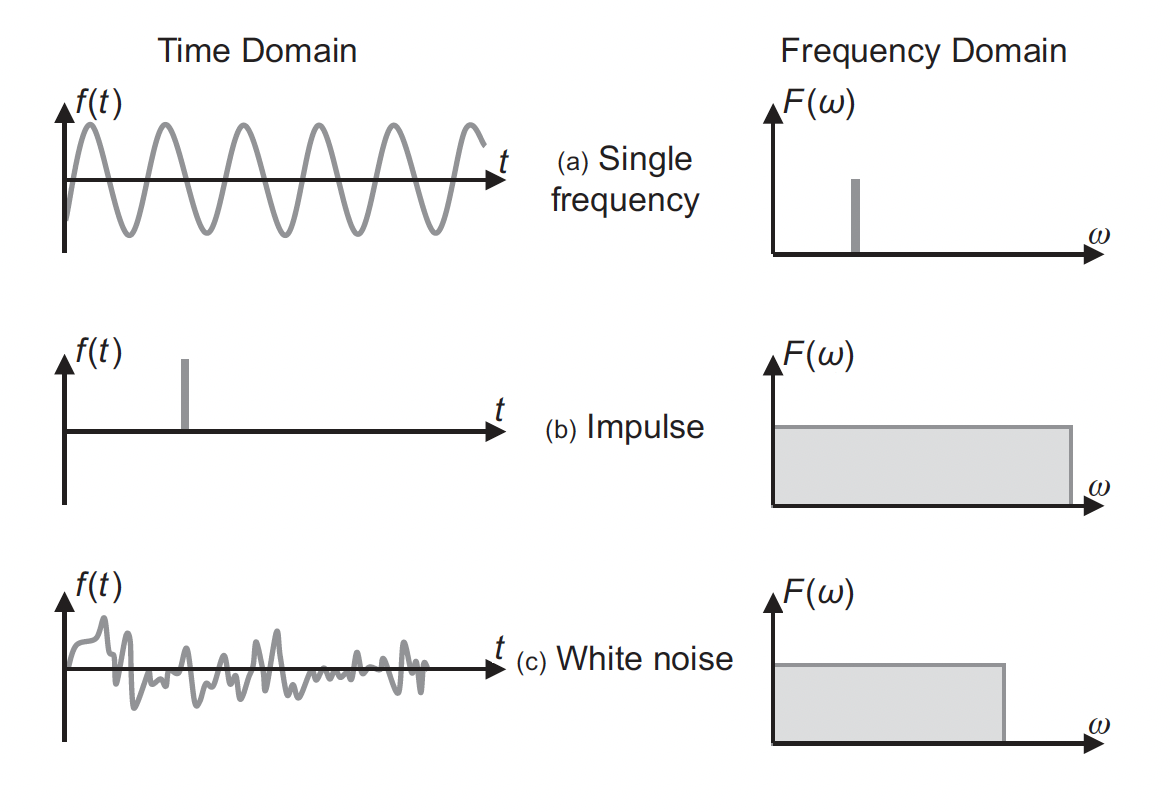 Time Domain
Frequency Domain
f(t)
t
(a) Single
frequency
F(ω)
ω
f(t)
t
(b) Impulse
F(ω)
ω
f(t)
t
(c) White noise
F(ω)
ω